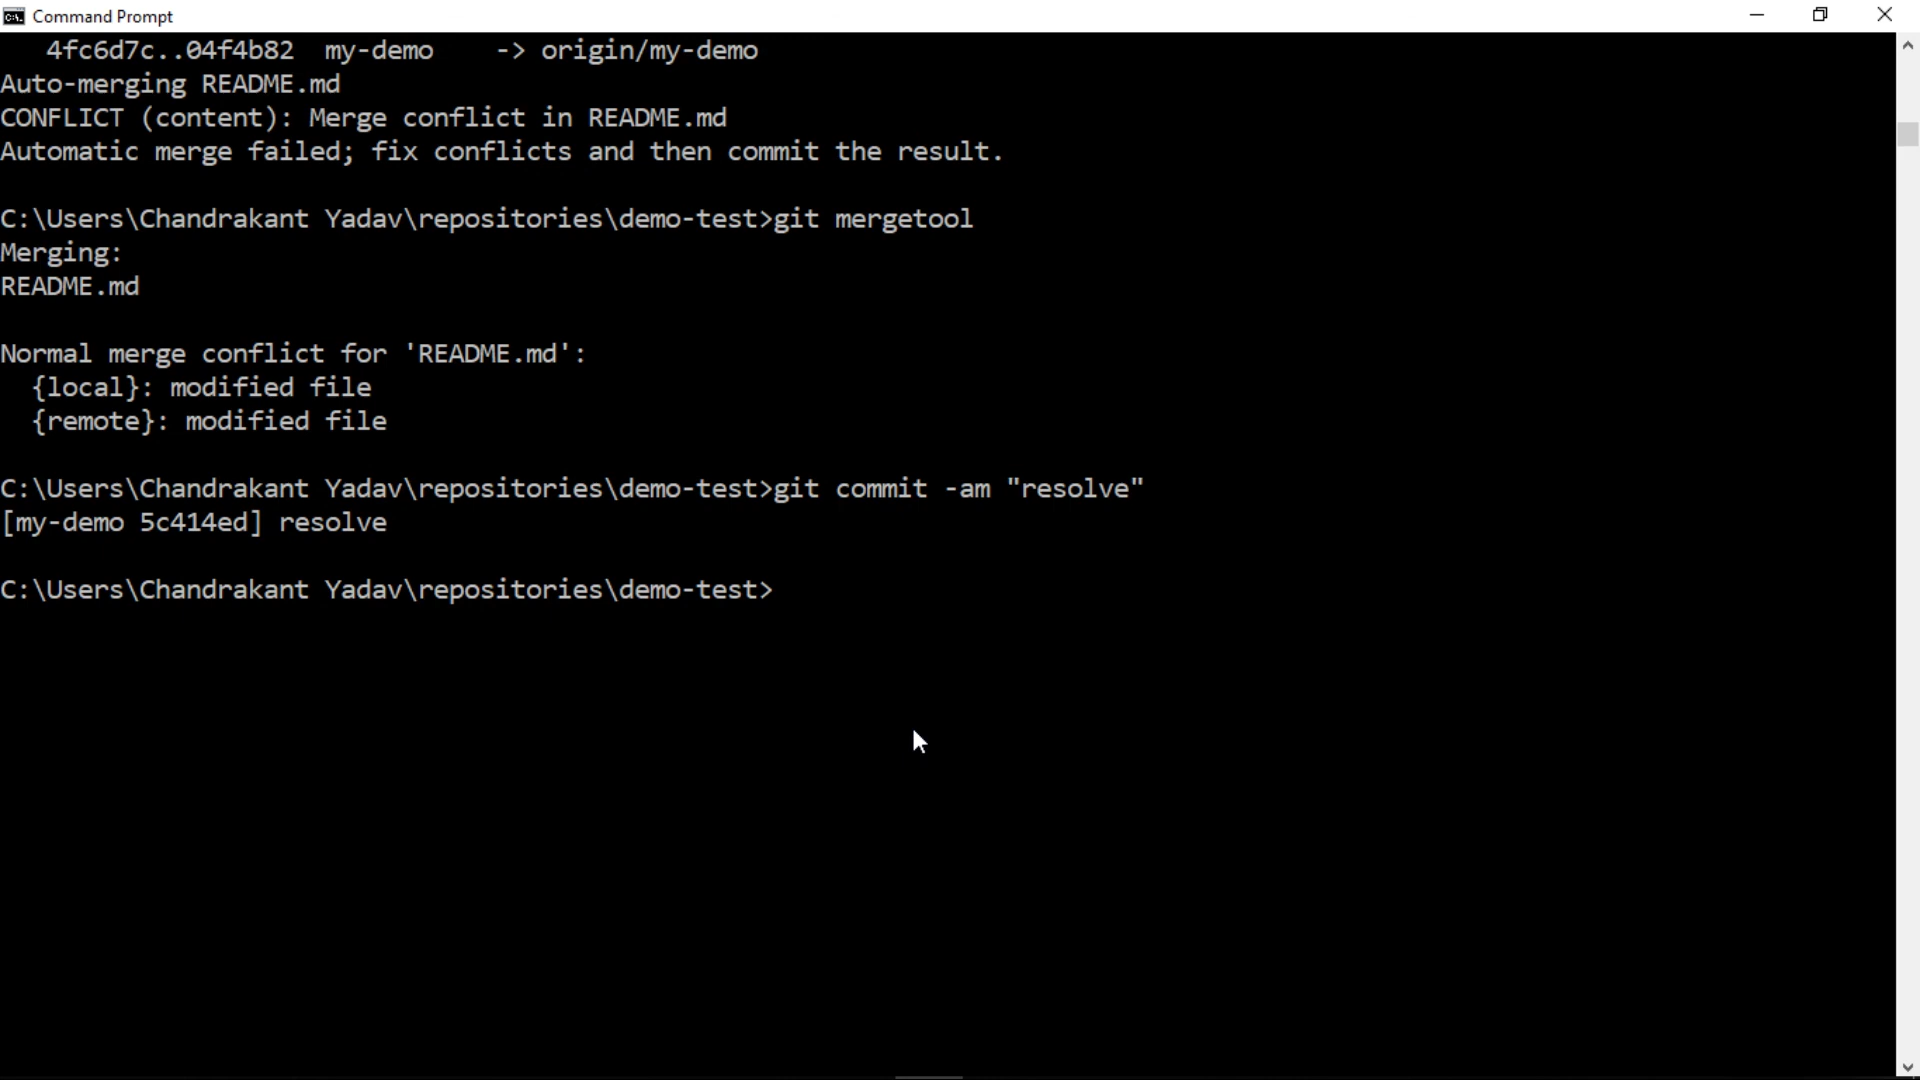 Command Prompt
4fc6d7c..04f4b82  my-demo    -> origin/my-demo
Auto-merging README.md
CONFLICT (content): Merge conflict in README.md
Automatic merge failed; fix conflicts and then commit the result.
C:\Users\Chandrakant Yadav\repositories\demo-test>git mergetool
Merging:
README.md
Normal merge conflict for 'README.md':
  {local}: modified file
  {remote}: modified file
C:\Users\Chandrakant Yadav\repositories\demo-test>git commit -am "resolve"
[my-demo 5c414ed] resolve
C:\Users\Chandrakant Yadav\repositories\demo-test>